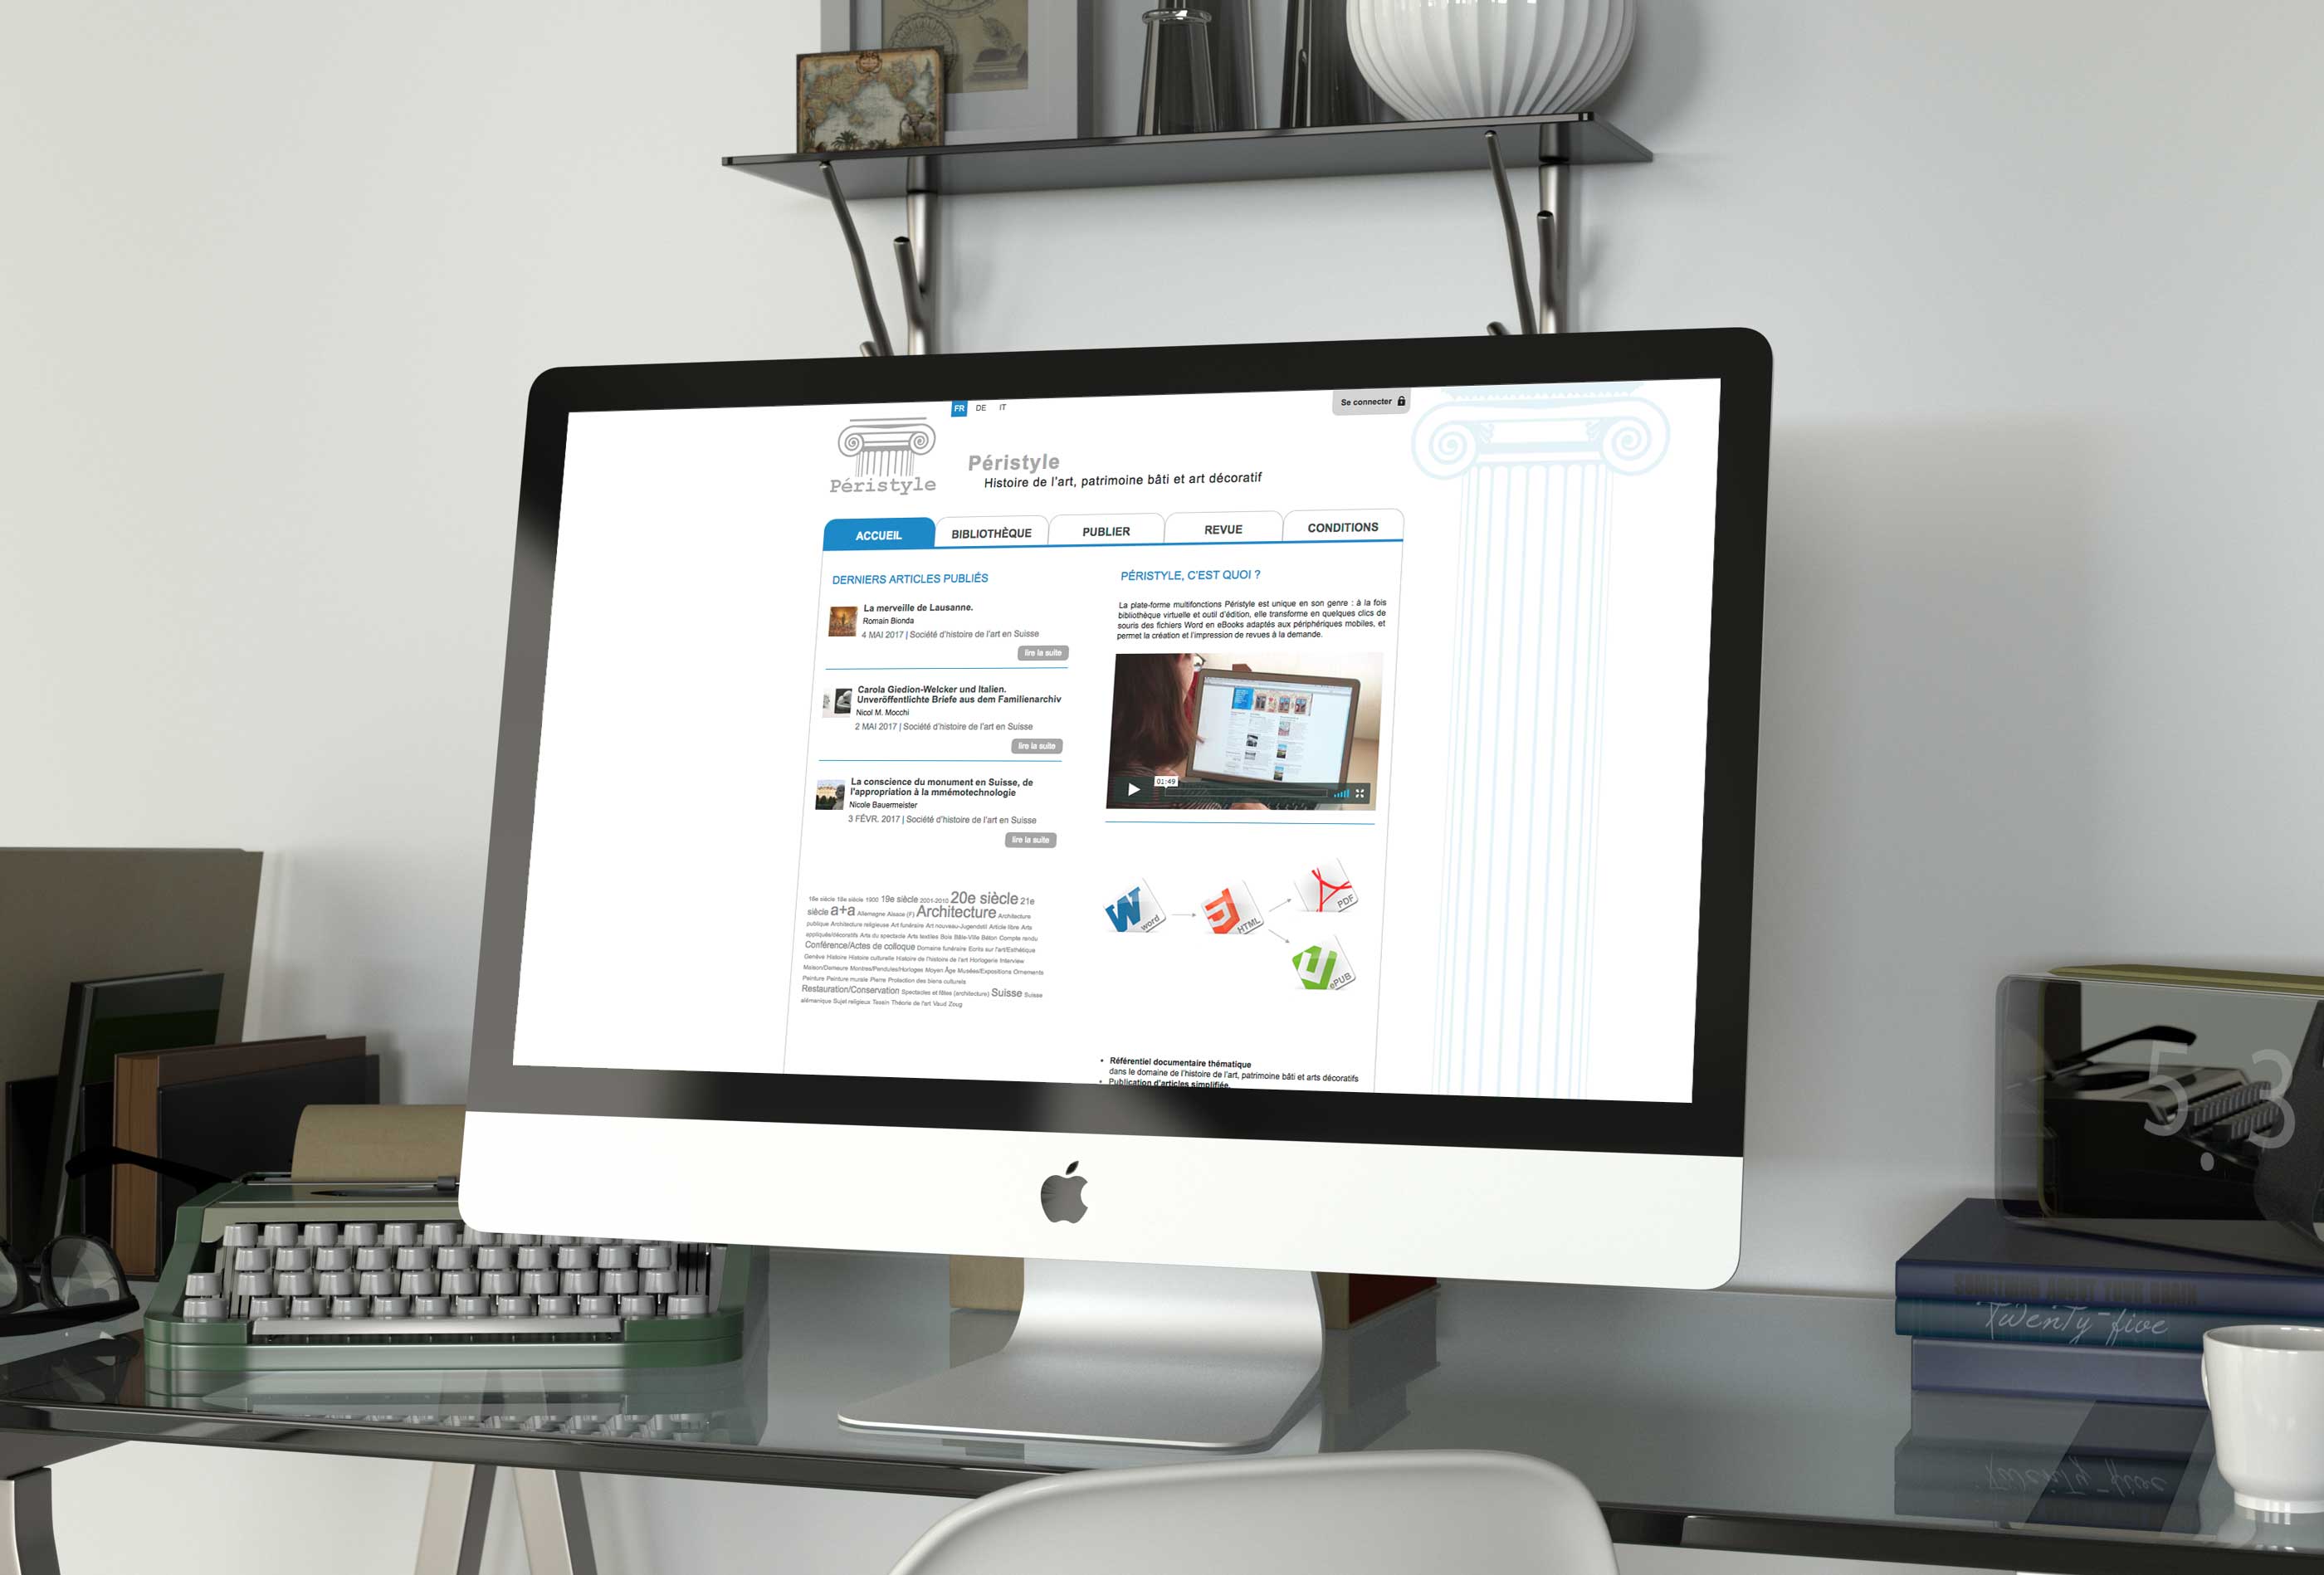 FR DE IT
Se connecter
Péristyle
Péristyle
Histoire de l'art, patrimoine bâti et art décoratif
ACCUEIL
BIBLIOTHÈQUE
PUBLIER
REVUE
CONDITIONS
DERNIERS ARTICLES PUBLIÉS
La merveille de Lausanne.
Romain Bionda
4 MAI 2017 | Société d'histoire de l'art en Suisse
lire la suite
Carola Giedion-Welcker und Italien.
Unveröffentlichte Briefe aus dem Familienarchiv
Nicol M. Mocchi
2 MAI 2017 | Société d'histoire de l'art en Suisse
lire la suite
La conscience du monument en Suisse, de
l'appropriation à la mmémotechnologie
Nicole Bauermeister
3 FÉVR. 2017 | Société d'histoire de l'art en Suisse
lire la suite
18e siècle 1900 19e siècle 2001-2010 20e siècle 21e
siècle a+a Allemagne Alsace (F) Architecture Architecture
publique Architecture religieuse Art funéraire Art nouveau-Jugendstil Article libre Arts
appliqués/décoratifs Arts du spectacle Arts textiles Bois Bâle-Ville Béton Compte rendu
Conférence/Actes de colloque Domaine funéraire Ecrits sur l'art/Esthétique
Genève Histoire Histoire culturelle Histoire de l'histoire de l'art Horlogerie Interview
Maison/Demeure Montres/Pendules/Horloges Moyen Âge Musées/Expositions Ornements
Peinture Peinture murale Pierre Protection des biens culturels
Restauration/Conservation Spectacles et fêtes (architecture) Suisse Suisse
alémanique Sujet religieux Tessin Théorie de l'art Vaud Zoug
PÉRISTYLE, C'EST QUOI ?
La plate-forme multifonctions Péristyle est unique en son genre : à la fois
bibliothèque virtuelle et outil d'édition, elle transforme en quelques clics de
souris des fichiers Word en eBooks adaptés aux périphériques mobiles, et
permet la création et l'impression de revues à la demande.
01:49
word
HTML
PDF
ePUB
• Référentiel documentaire thématique
dans le domaine de l'histoire de l'art, patrimoine bâti et arts décoratifs
• Publication d'articles simplifiée,
5 3
Twenty-five